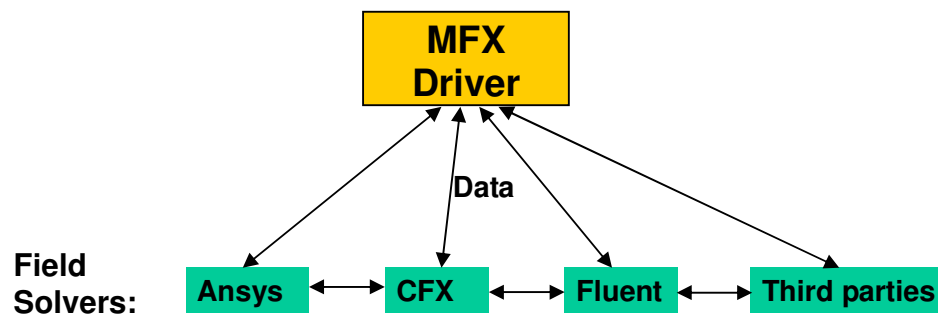 MFX
Driver
Data
Field
Solvers:
Ansys
CFX
Fluent
Third parties